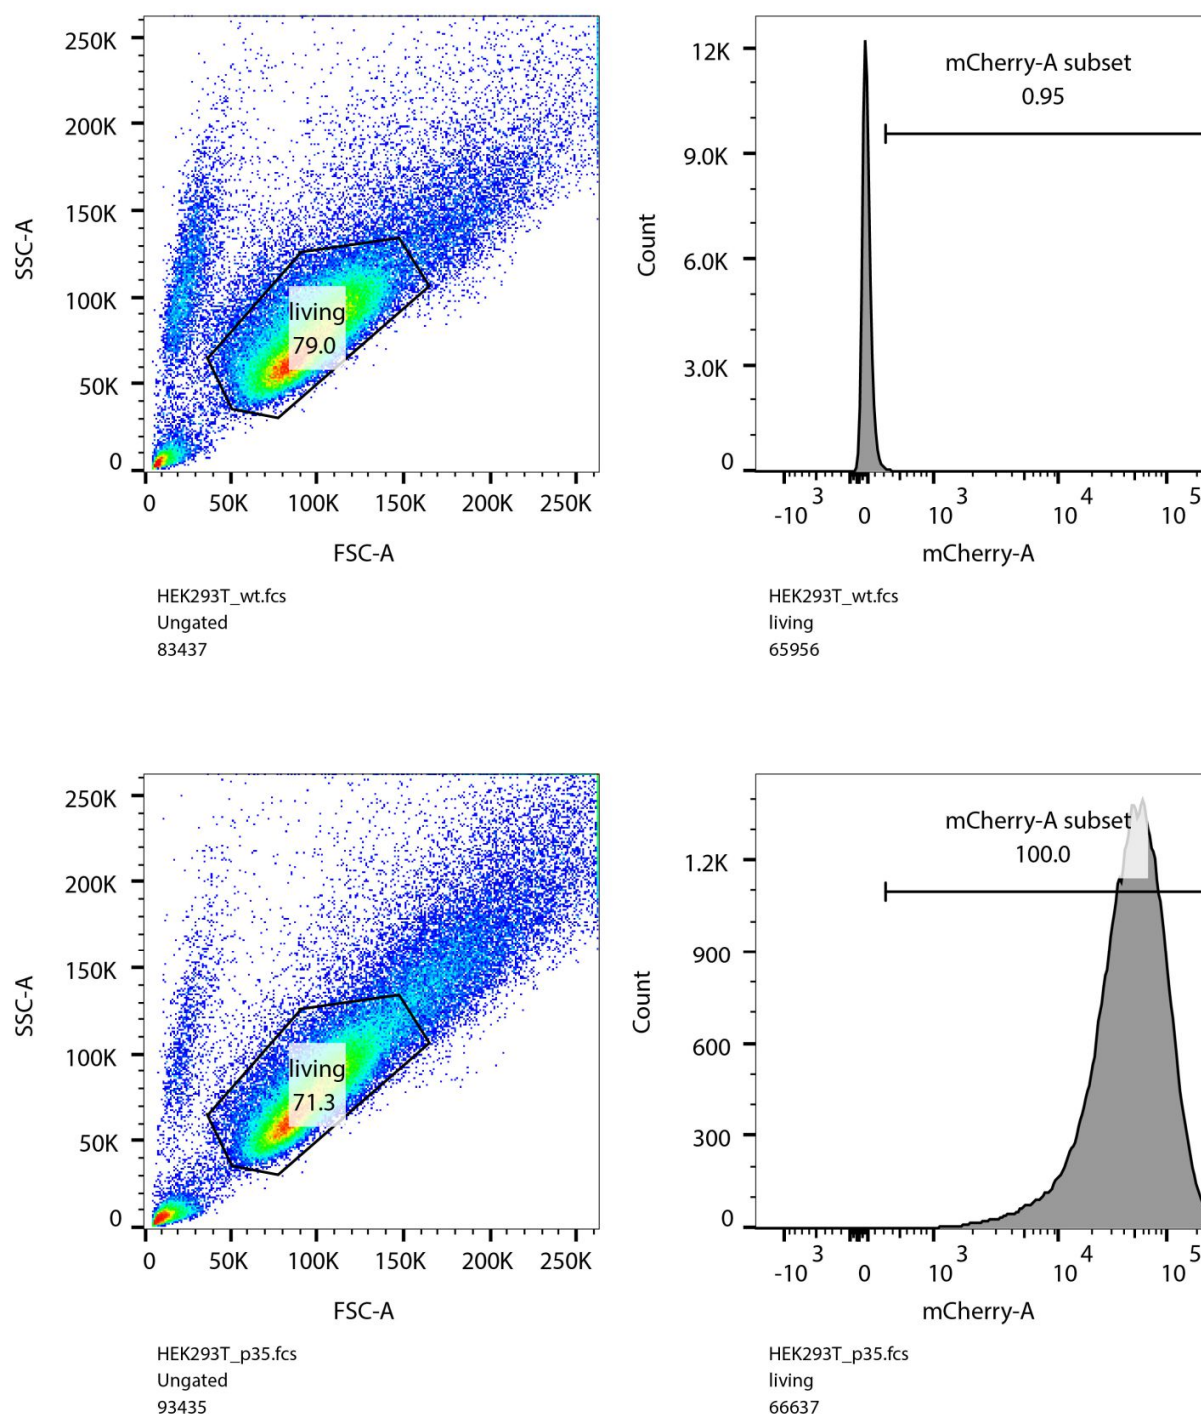 250K
200K
150K
100K
50K
0
SSC-A
living
79.0
0 50K 100K 150K 200K 250K
FSC-A
HEK293T_wt.fcs
Ungated
83437
12K
9.0K
6.0K
3.0K
0
Count
mCherry-A subset
0.95
-10 3 0 10 3 10 4 10 5
mCherry-A
HEK293T_wt.fcs
living
65956
250K
200K
150K
100K
50K
0
SSC-A
living
71.3
0 50K 100K 150K 200K 250K
FSC-A
HEK293T_p35.fcs
Ungated
93435
1.2K
900
600
300
0
Count
mCherry-A subset
100.0
-10 3 0 10 3 10 4 10 5
mCherry-A
HEK293T_p35.fcs
living
66637